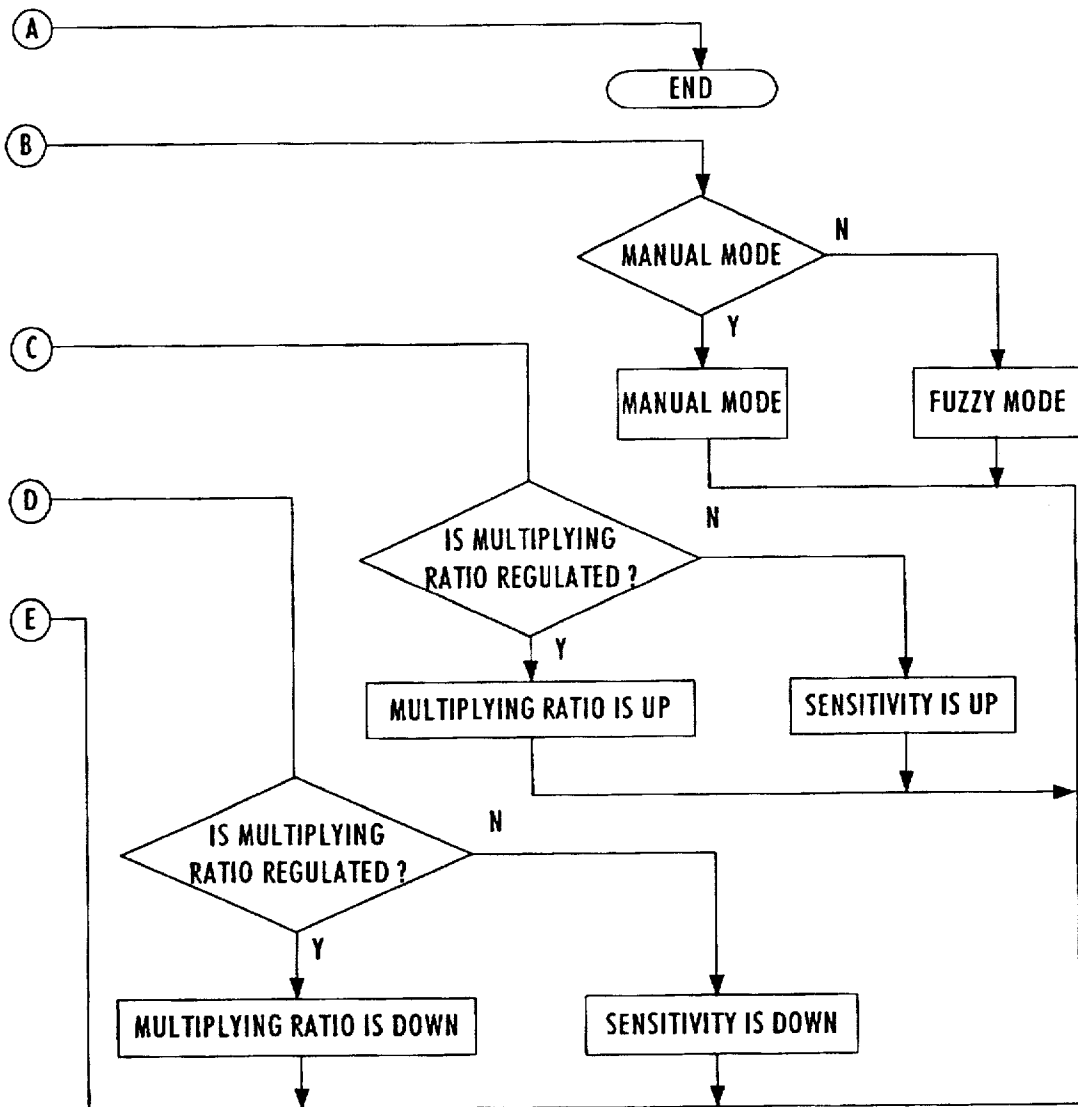 A
END
B
MANUAL MODE
N
Y
C
MANUAL MODE
FUZZY MODE
D
N
IS MULTIPLYING
RATIO REGULATED ?
E
Y
MULTIPLYING RATIO IS UP
SENSITIVITY IS UP
N
IS MULTIPLYING
RATIO REGULATED ?
Y
MULTIPLYING RATIO IS DOWN
SENSITIVITY IS DOWN